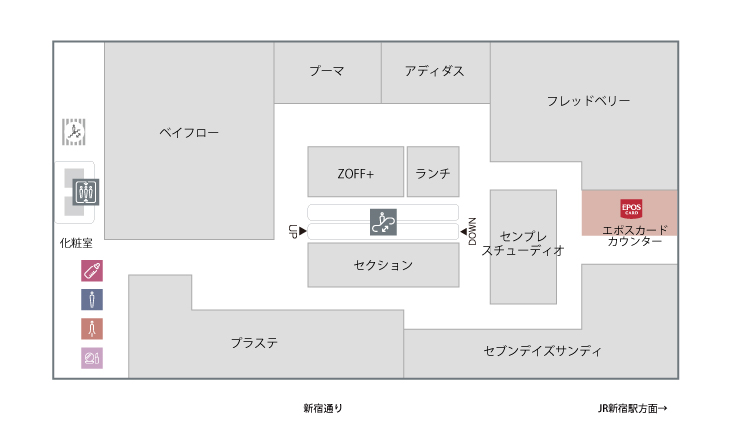 プーマ
アディダス
フレッドペリー
ベイフロー
ZOFF+
ランチ
EPOS
CARD
エポスカード
カウンター
UP
DOWN
センプレ
スチューディオ
化粧室
セクション
プラステ
セブンデイズサンディ
新宿通り
JR新宿駅方面→